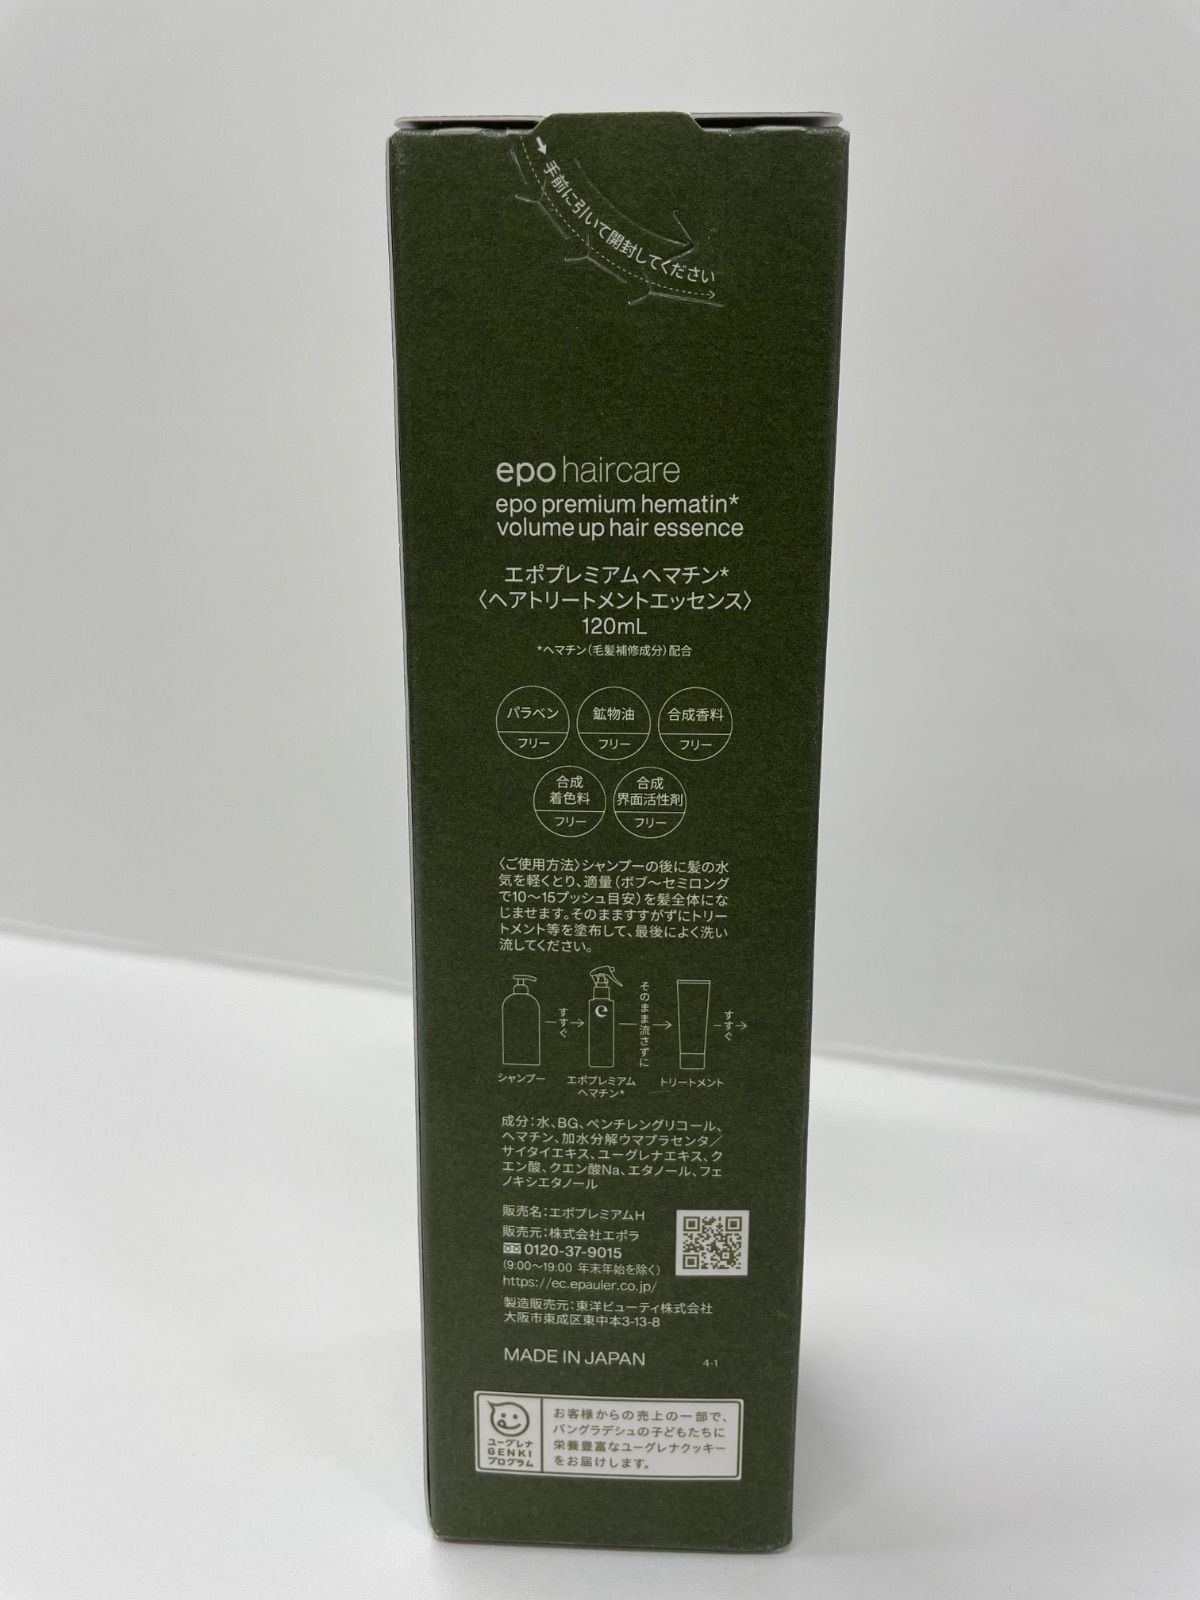 手前に引いて開封してください
epo haircare
epo premium hematin*
volume up hair essence
エポプレミアムヘマチン*
〈ヘアトリートメントエッセンス〉
120mL
*ヘマチン(毛髪補修成分)配合
パラベン
フリー
鉱物油
フリー
合成香料
フリー
合成
着色料
フリー
合成
界面活性剤
フリー
〈ご使用方法〉シャンプーの後に髪の水
気を軽くとり、適量(ボブ〜セミロング
で10〜15プッシュ目安)を髪全体にな
じませます。そのまますすがずにトリー
トメント等を塗布して、最後によく洗い
流してください。
すすぐ
そのまま流さずに
すすぐ
シャンプー
エポプレミアム
ヘマチン*
トリートメント
成分:水、BG、ペンチレングリコール、
ヘマチン、加水分解ウマプラセンタ/
サイタイエキス、ユーグレナエキス、ク
エン酸、クエン酸Na、エタノール、フェ
ノキシエタノール
販売名:エポプレミアムH
販売元:株式会社エポラ
0120-37-9015
(9:00〜19:00 年末年始を除く)
https://ec.epauler.co.jp/
製造販売元:東洋ビューティ株式会社
大阪市東成区東中本3-13-8
MADE IN JAPAN
4-1
ユーグレナ
GENKI
プログラム
お客様からの売上の一部で、
バングラデシュの子どもたちに
栄養豊富なユーグレナクッキー
をお届けします。